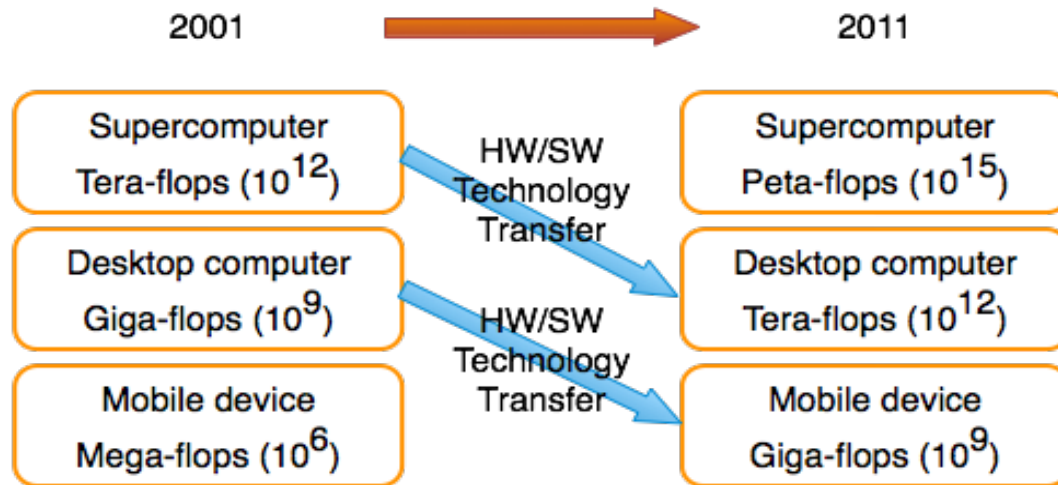 2001
2011
Supercomputer
Tera-flops (10^12)
HW/SW
Technology
Transfer
Supercomputer
Peta-flops (10^15)
Desktop computer
Giga-flops (10^9)
HW/SW
Technology
Transfer
Desktop computer
Tera-flops (10^12)
Mobile device
Mega-flops (10^6)
Mobile device
Giga-flops (10^9)